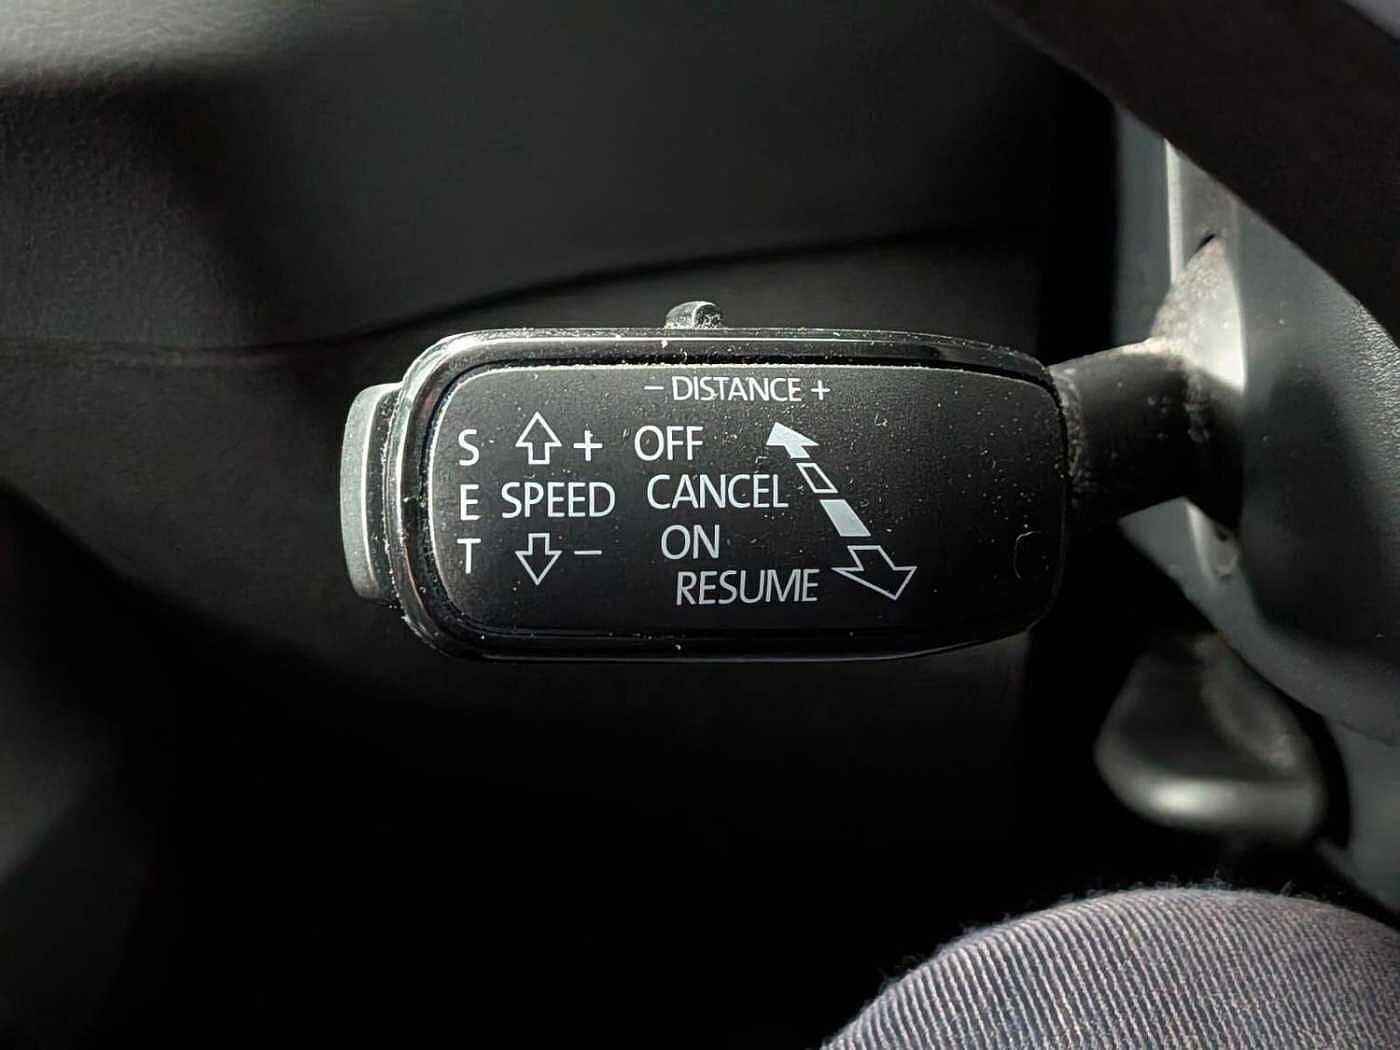 − DISTANCE +
S + OFF
E SPEED CANCEL
T − ON
RESUME